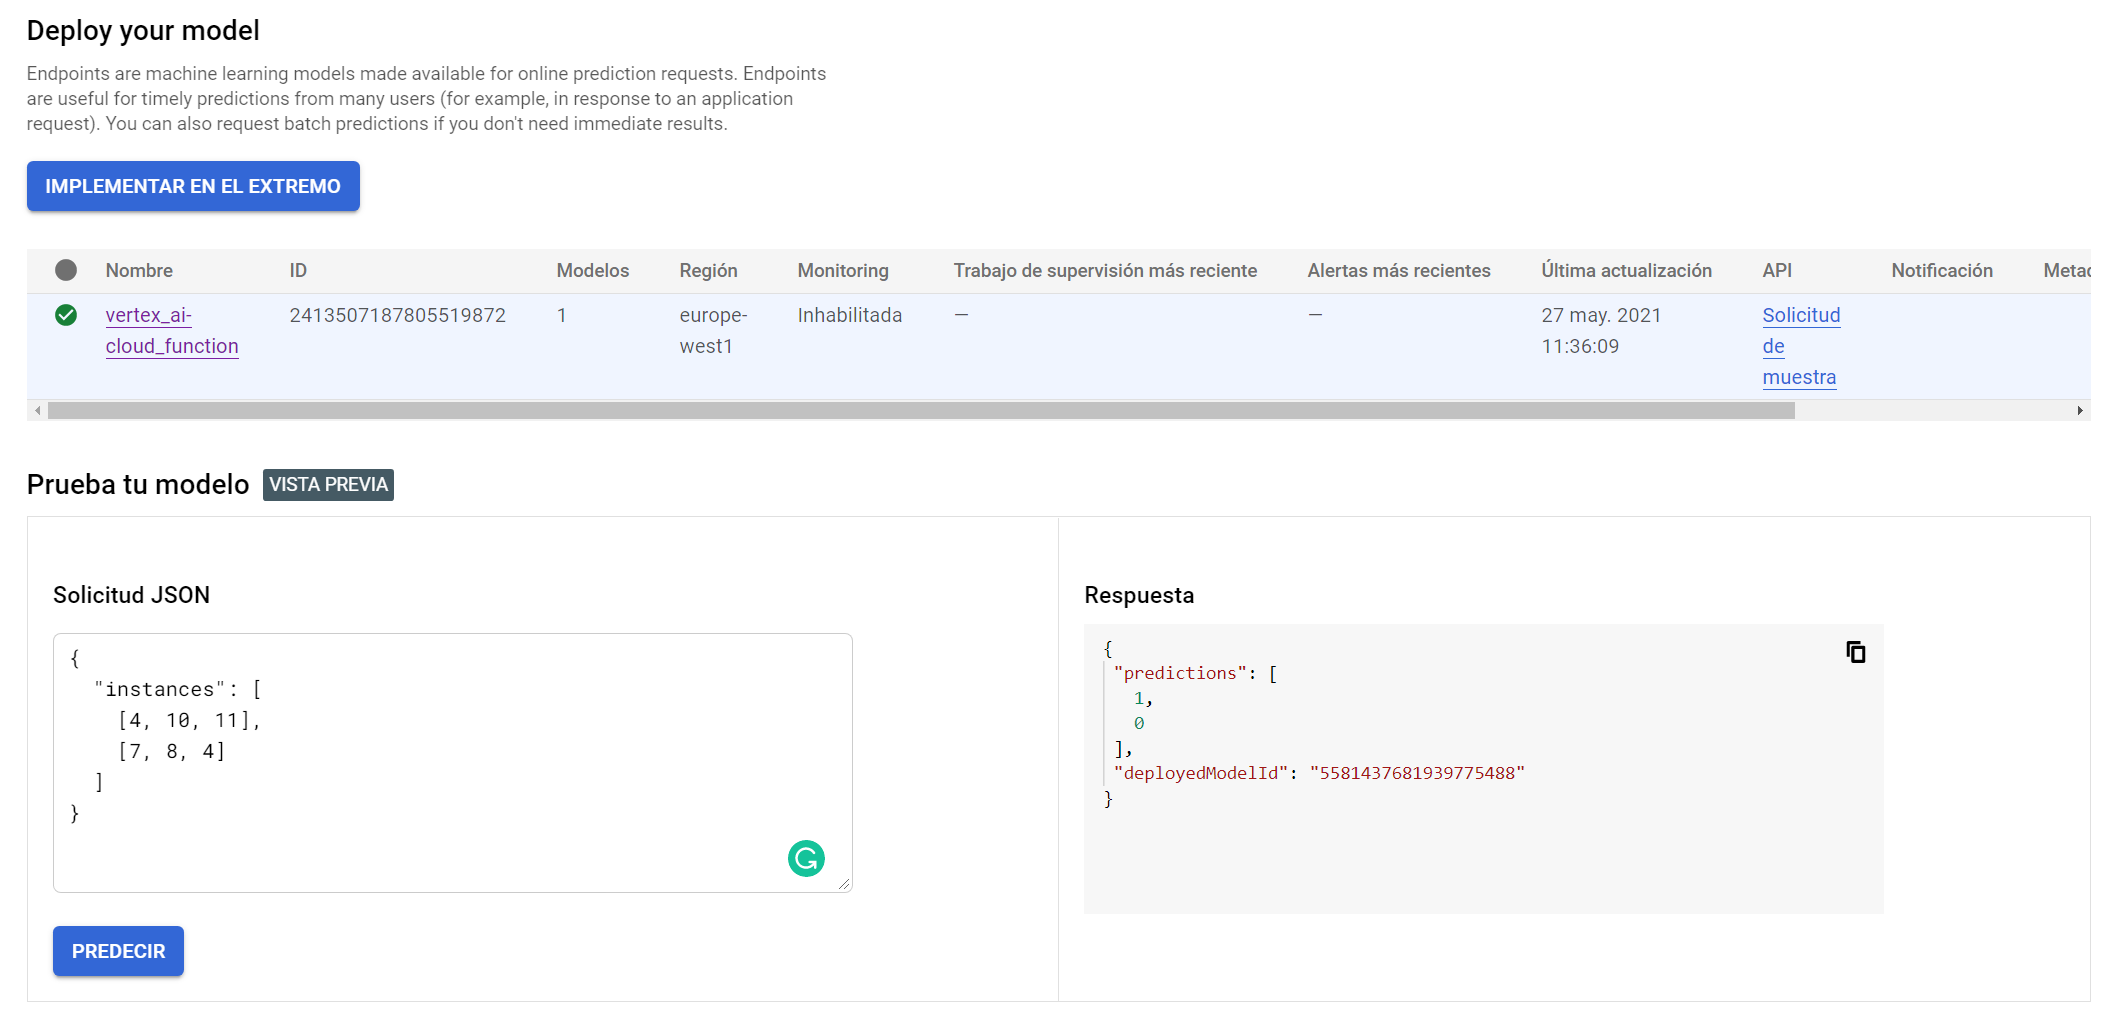 Deploy your model
Endpoints are machine learning models made available for online prediction requests. Endpoints
are useful for timely predictions from many users (for example, in response to an application
request). You can also request batch predictions if you don't need immediate results.
IMPLEMENTAR EN EL EXTREMO
Nombre ID Modelos Región Monitoring Trabajo de supervisión más reciente Alertas más recientes Última actualización API Notificación Metad
vertex_ai- 2413507187805519872 1 europe- Inhabilitada — — 27 may. 2021 Solicitud
cloud_function west1 11:36:09 de
muestra
Prueba tu modelo VISTA PREVIA
Solicitud JSON
{
"instances": [
[4, 10, 11],
[7, 8, 4]
]
}
PREDECIR
Respuesta
{
"predictions": [
1,
0
],
"deployedModelId": "5581437681939775488"
}